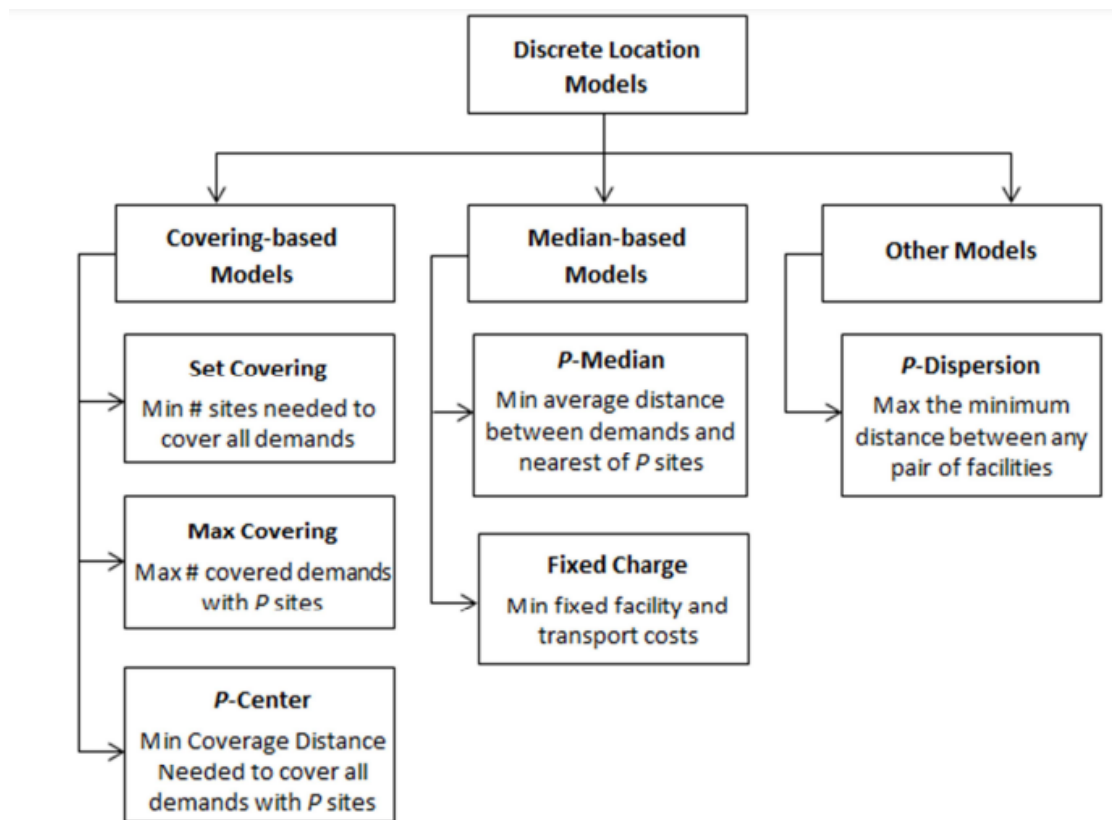 Discrete Location
Models
Covering-based
Models
Median-based
Models
Other Models
Set Covering
Min # sites needed to
cover all demands
P-Median
Min average distance
between demands and
nearest of P sites
P-Dispersion
Max the minimum
distance between any
pair of facilities
Max Covering
Max # covered demands
with P sites
Fixed Charge
Min fixed facility and
transport costs
P-Center
Min Coverage Distance
Needed to cover all
demands with P sites